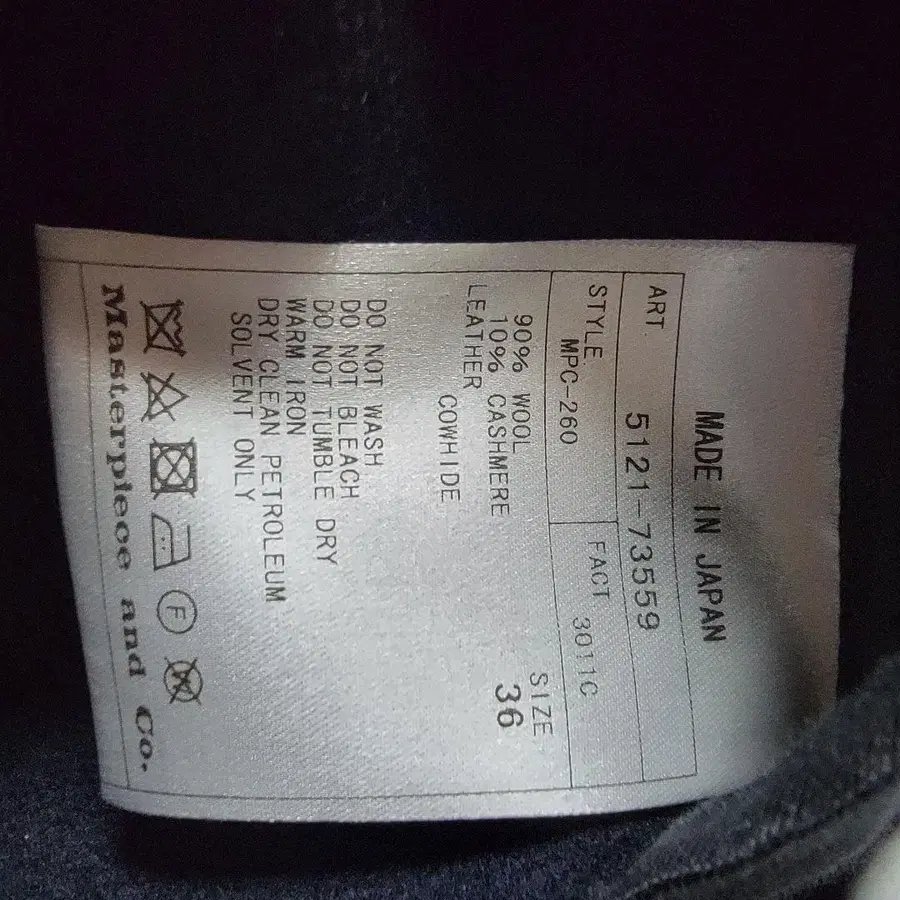 MADE IN JAPAN
ART. 5121-73559
STYLE MPC-260
FACT 3011C
90% WOOL
10% CASHMERE
LEATHER COWHIDE
SIZE
36
DO NOT WASH
DO NOT BLEACH
DO NOT TUMBLE DRY
WARM IRON
DRY CLEAN PETROLEUM
SOLVENT ONLY
F
W
Masterpiece and Co.